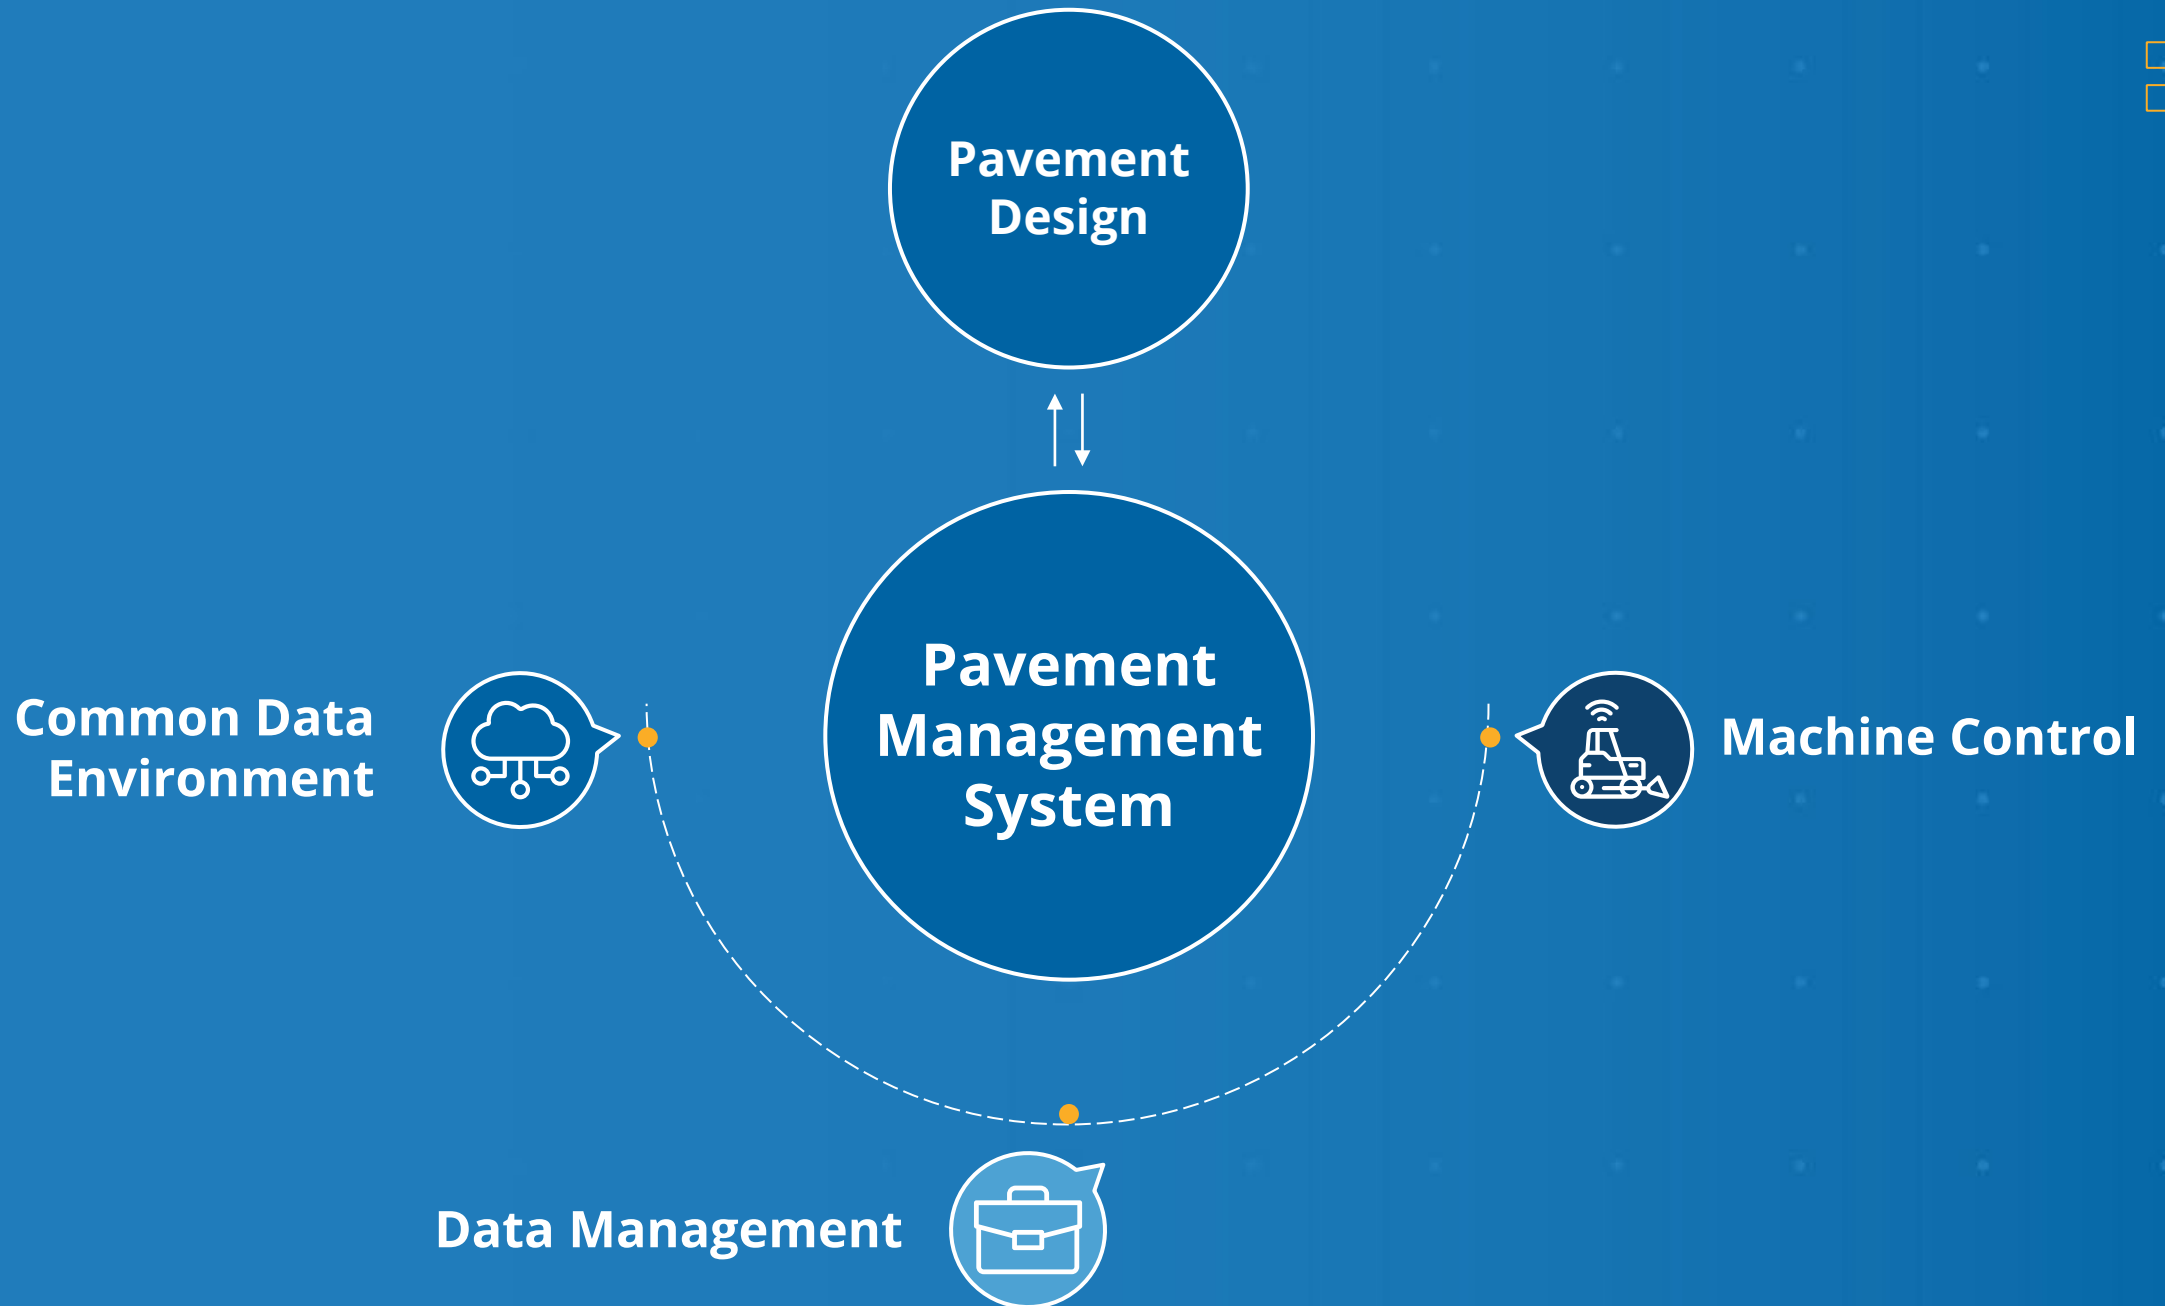 Pavement
Design
Pavement
Management
System
Common Data
Environment
Machine Control
Data Management